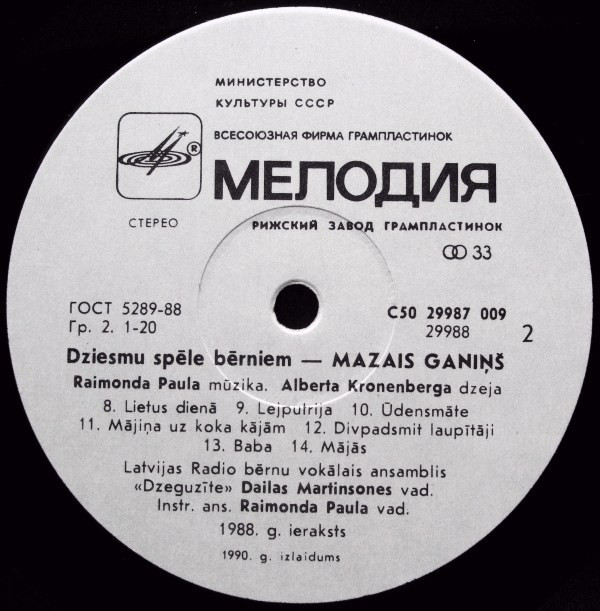 МИНИСТЕРСТВО
КУЛЬТУРЫ СССР
ВСЕСОЮЗНАЯ ФИРМА ГРАМПЛАСТИНОК
®
МЕЛОДИЯ
СТЕРЕО
РИЖСКИЙ ЗАВОД ГРАМПЛАСТИНОК
33
ГОСТ 5289-88
Гр. 2. 1-20
С50 29987 009
29988
2
Dziesmu spēle bērniem — MAZAIS GANIŅŠ
Raimonda Paula mūzika. Alberta Kronenberga dzeja
8. Lietus dienā 9. Lejputrija 10. Ūdensmāte
11. Mājiņa uz koka kājām 12. Divpadsmit laupītāji
13. Baba 14. Mājās
Latvijas Radio bērnu vokālais ansamblis
«Dzeguzīte» Dailas Martinsones vad.
Instr. ans. Raimonda Paula vad.
1988. g. ieraksts
1990. g. izlaidums